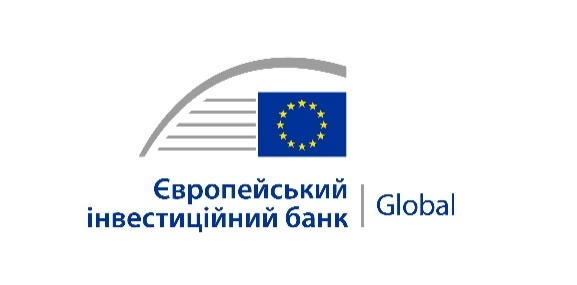 Європейський
інвестиційний банк
Global